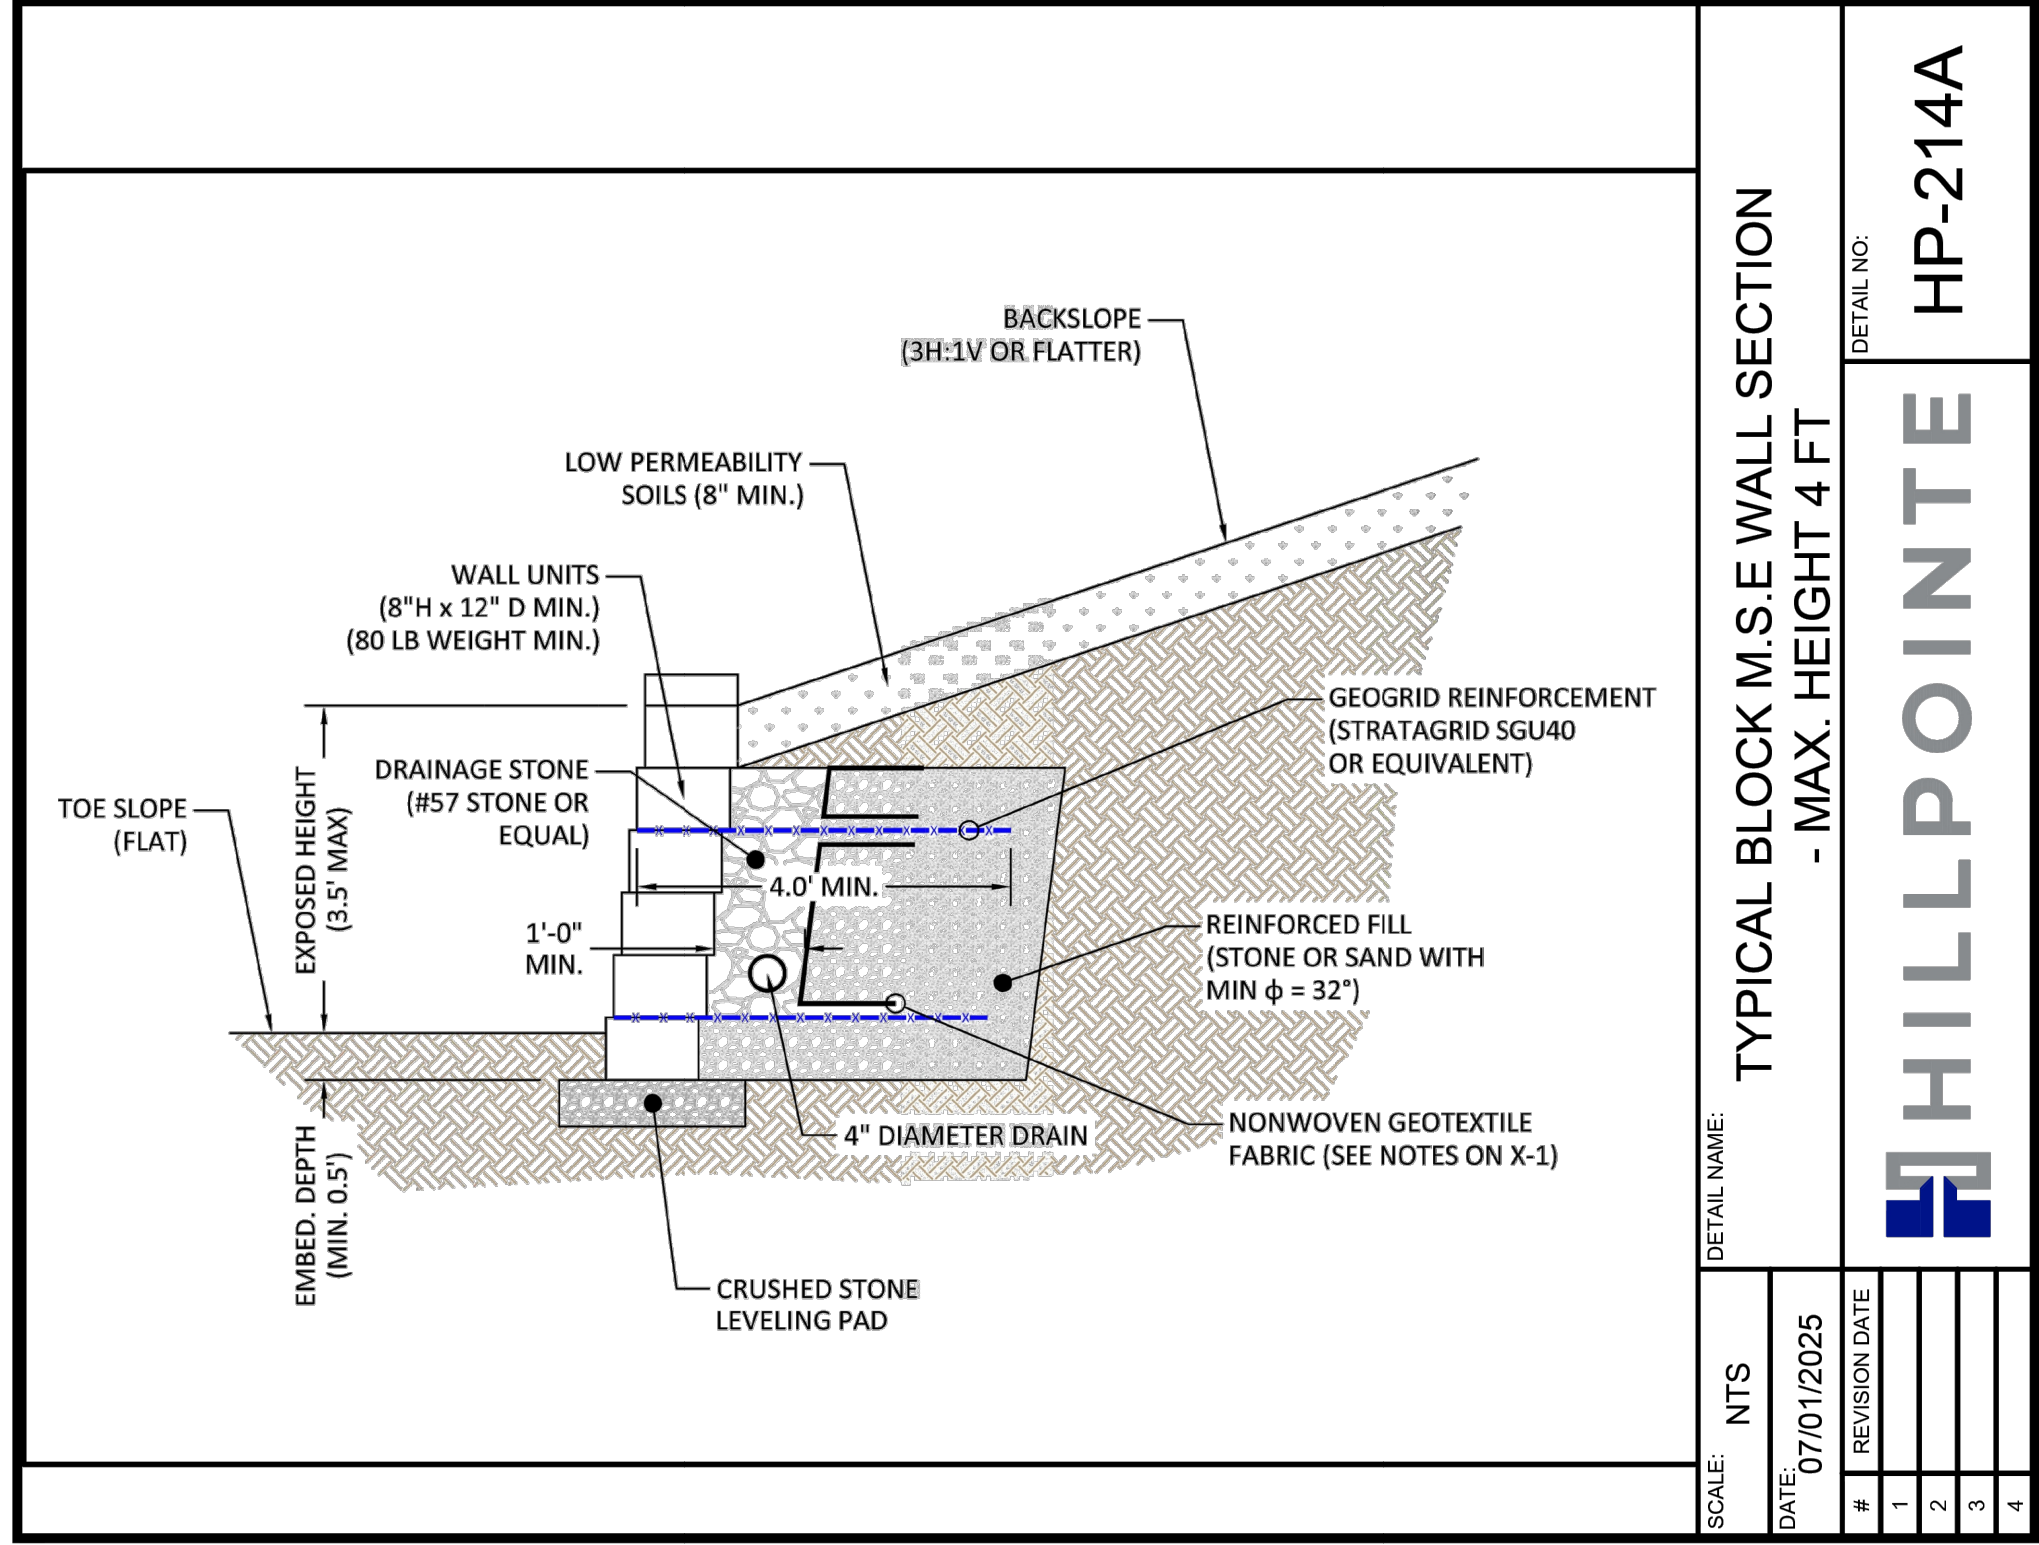 BACKSLOPE
(3H:1V OR FLATTER)
LOW PERMEABILITY
SOILS (8" MIN.)
WALL UNITS
(8"H x 12" D MIN.)
(80 LB WEIGHT MIN.)
GEOGRID REINFORCEMENT
(STRATAGRID SGU40
OR EQUIVALENT)
DRAINAGE STONE
(#57 STONE OR
EQUAL)
TOE SLOPE
(FLAT)
EXPOSED HEIGHT
(3.5' MAX)
4.0' MIN.
1'-0"
MIN.
REINFORCED FILL
(STONE OR SAND WITH
MIN ϕ = 32°)
4" DIAMETER DRAIN
NONWOVEN GEOTEXTILE
FABRIC (SEE NOTES ON X-1)
EMBED. DEPTH
(MIN. 0.5')
CRUSHED STONE
LEVELING PAD
DETAIL NAME:
TYPICAL BLOCK M.S.E WALL SECTION
- MAX. HEIGHT 4 FT
DETAIL NO:
HP-214A
HILLPOINTE
SCALE:
NTS
DATE:
07/01/2025
# REVISION DATE
1
2
3
4